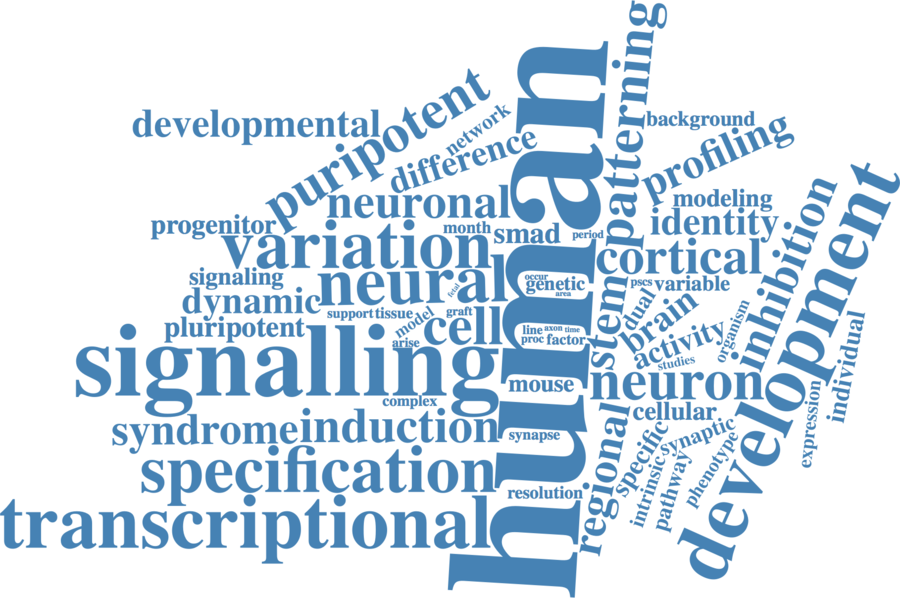 human
patterning
background
developmental
puripotent
network
difference
profiling
modeling
neuronal
identity
progenitor
month
smad
period
variation
cortical
signaling
neural
fetal
occur
genetic
area
pscs
variable
dynamic
support
tissue
model
graft
dual
brain
stem
inhibition
development
pluripotent
arise
cell
line
axon
time
proc
factor
activity
organism
studies
individual
signalling
complex
mouse
neuron
cellular
expression
syndrome
induction
synapse
regional
specific
synaptic
intrinsic
pathway
phenotype
specification
resolution
transcriptional